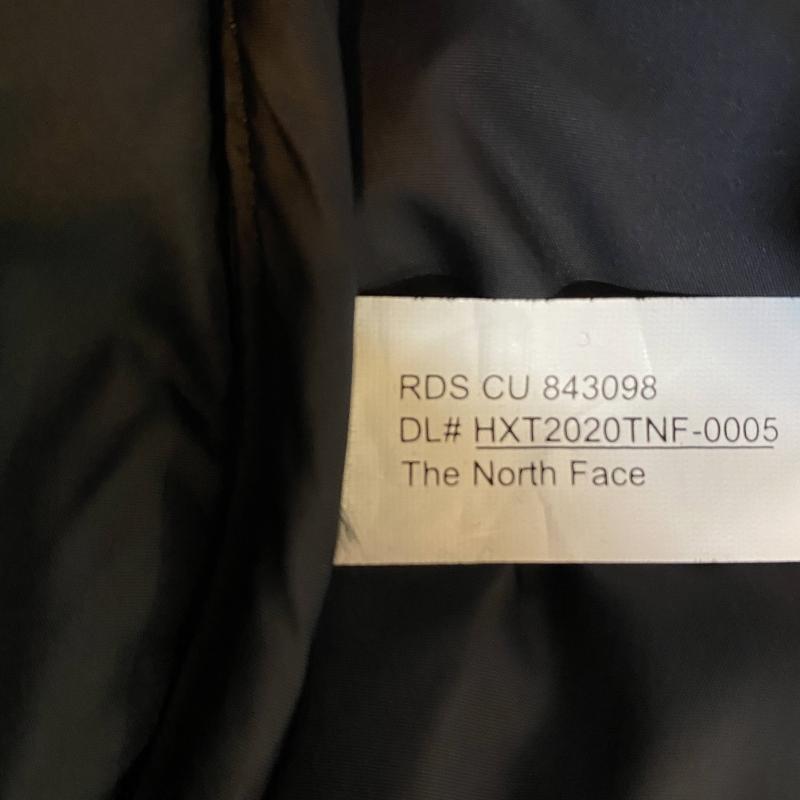 RDS CU 843098
DL# HXT2020TNF-0005
The North Face